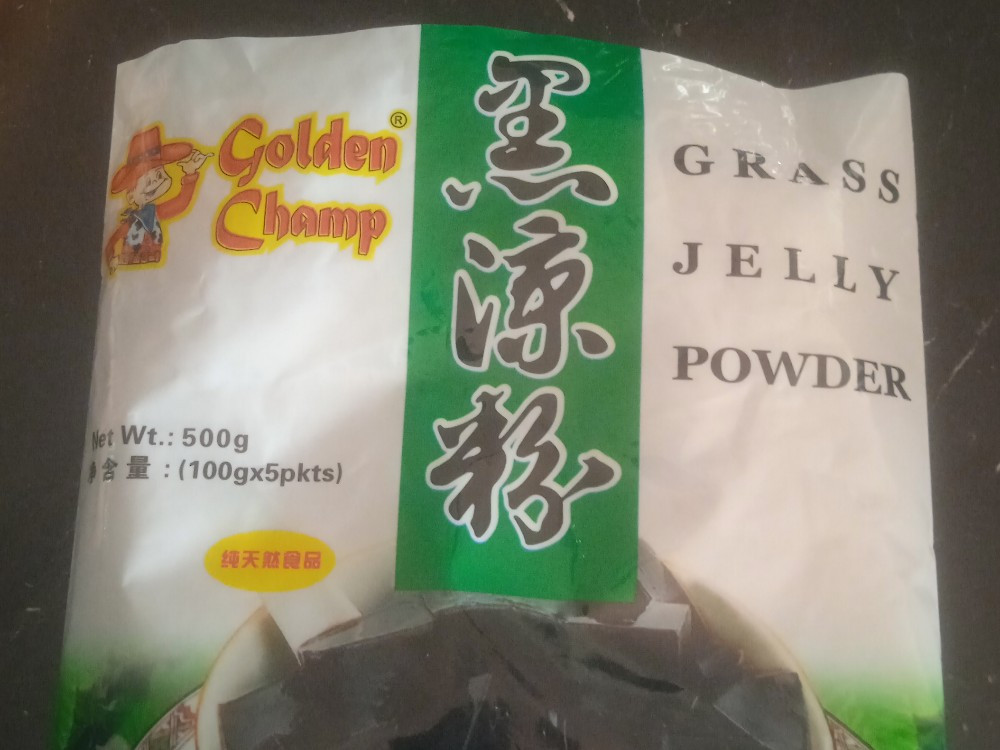 Golden®
Champ
黑凉粉
GRASS
JELLY
POWDER
Net Wt.: 500g
净含量：(100gx5pkts)
纯天然食品